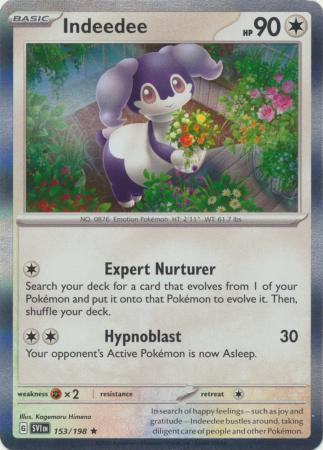 BASIC
Indeedee HP 90
NO. 0876 Emotion Pokémon HT: 2'11" WT: 61.7 lbs
Expert Nurturer
Search your deck for a card that evolves from 1 of your
Pokémon and put it onto that Pokémon to evolve it. Then,
shuffle your deck.
Hypnoblast 30
Your opponent's Active Pokémon is now Asleep.
weakness × 2 resistance retreat
Illus. Kagemaru Himeno
G SVI EN 153/198 ★
In search of happy feelings—such as joy and
gratitude—Indeedee bustles around, taking
diligent care of people and other Pokémon.